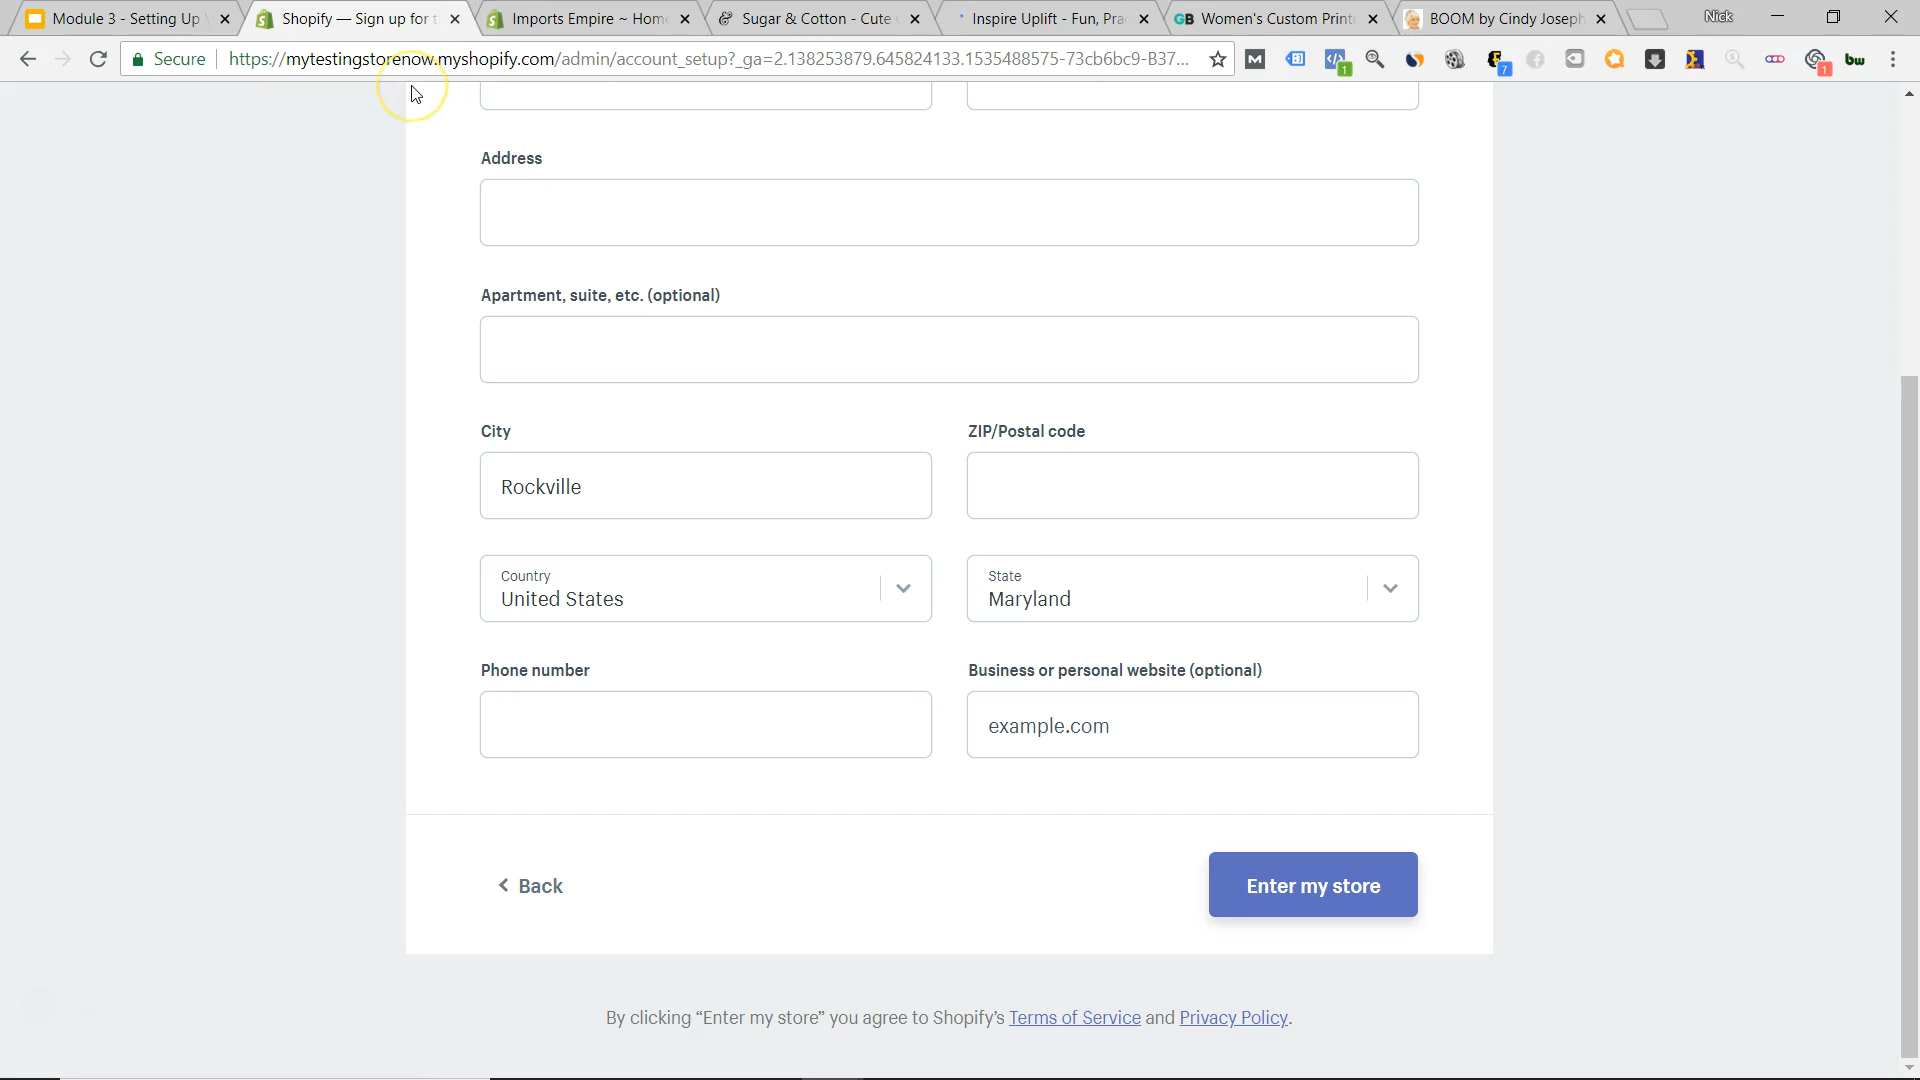 Module 3 - Setting Up
Shopify — Sign up for t
Imports Empire ~ Hom
Sugar & Cotton - Cute
Inspire Uplift - Fun, Pra
GB Women's Custom Print
BOOM by Cindy Joseph
Nick
Secure https://mytestingstorenow.myshopify.com/admin/account_setup?_ga=2.138253879.645824133.1535488575-73cb6bc9-B37...
M 1 7 1 bw
Address
Apartment, suite, etc. (optional)
City ZIP/Postal code
Rockville
Country State
United States Maryland
Phone number Business or personal website (optional)
example.com
Back Enter my store
By clicking “Enter my store” you agree to Shopify’s Terms of Service and Privacy Policy.